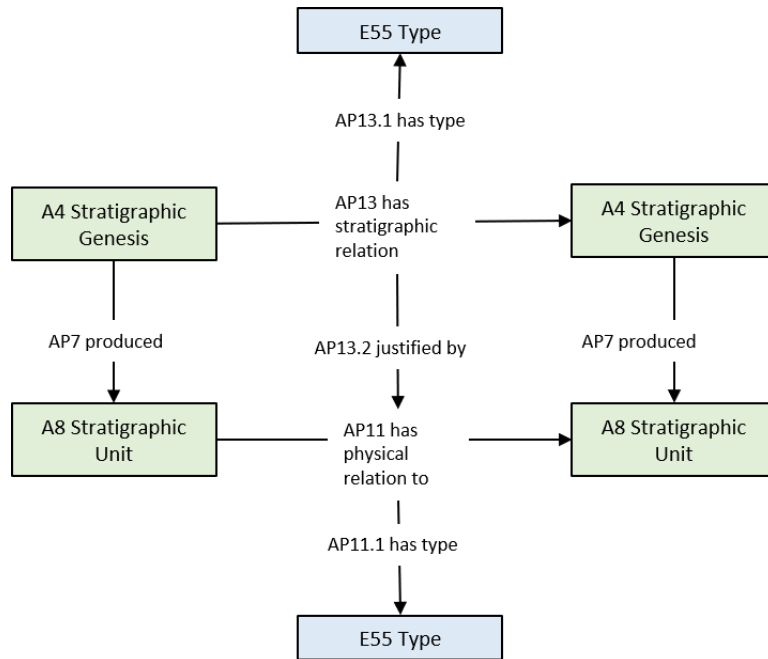 E55 Type
AP13.1 has type
A4 Stratigraphic
Genesis
AP13 has
stratigraphic
relation
A4 Stratigraphic
Genesis
AP7 produced
AP13.2 justified by
AP7 produced
A8 Stratigraphic
Unit
AP11 has
physical
relation to
A8 Stratigraphic
Unit
AP11.1 has type
E55 Type